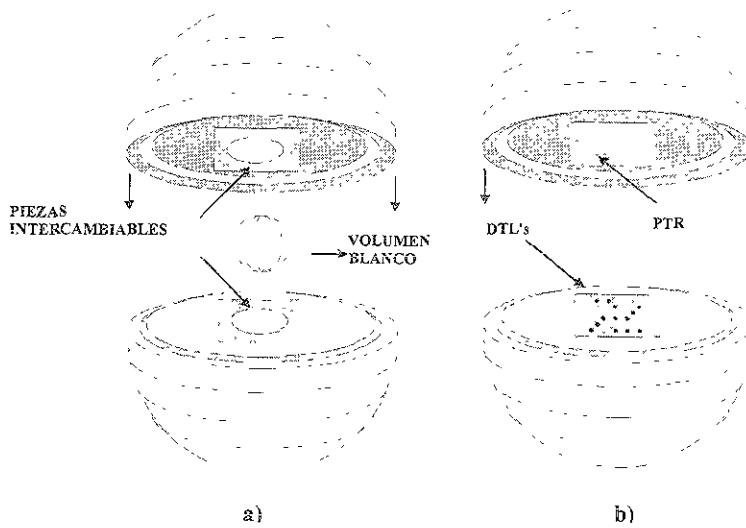 PIEZAS
INTERCAMBIABLES
VOLUMEN
BLANCO
DTL's
PTR
a)
b)